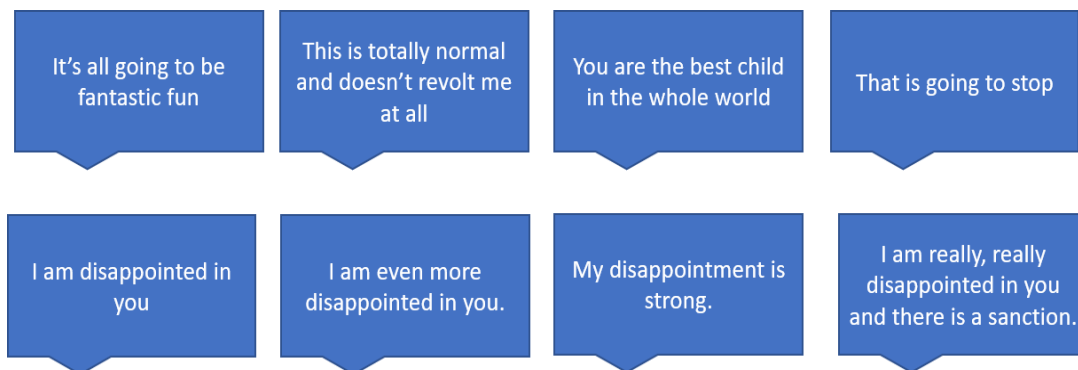 It’s all going to be
fantastic fun
This is totally normal
and doesn’t revolt me
at all
You are the best child
in the whole world
That is going to stop
I am disappointed in
you
I am even more
disappointed in you.
My disappointment is
strong.
I am really, really
disappointed in you
and there is a sanction.